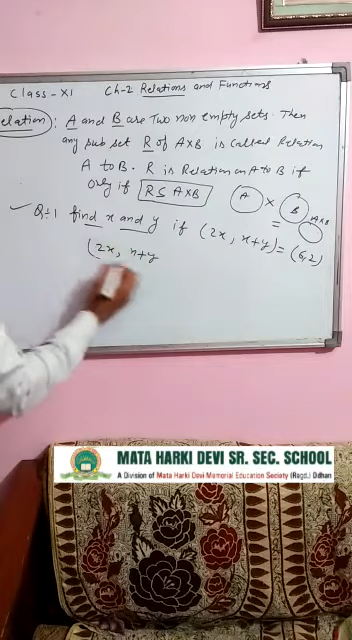 Class-XI Ch-2 Relations and Functions
Relation: A and B are Two non empty sets. Then
any sub set R of A×B is called Relation
A to B. R is Relation A to B if
only if R ⊆ A×B A × B = A×B
Q.1 find x and y if (2x, x+y) = (6,2)
(2x, x+y
MATA HARKI DEVI SR. SEC. SCHOOL
A Division of Mata Harki Devi Memorial Education Society (Regd.) Odhan